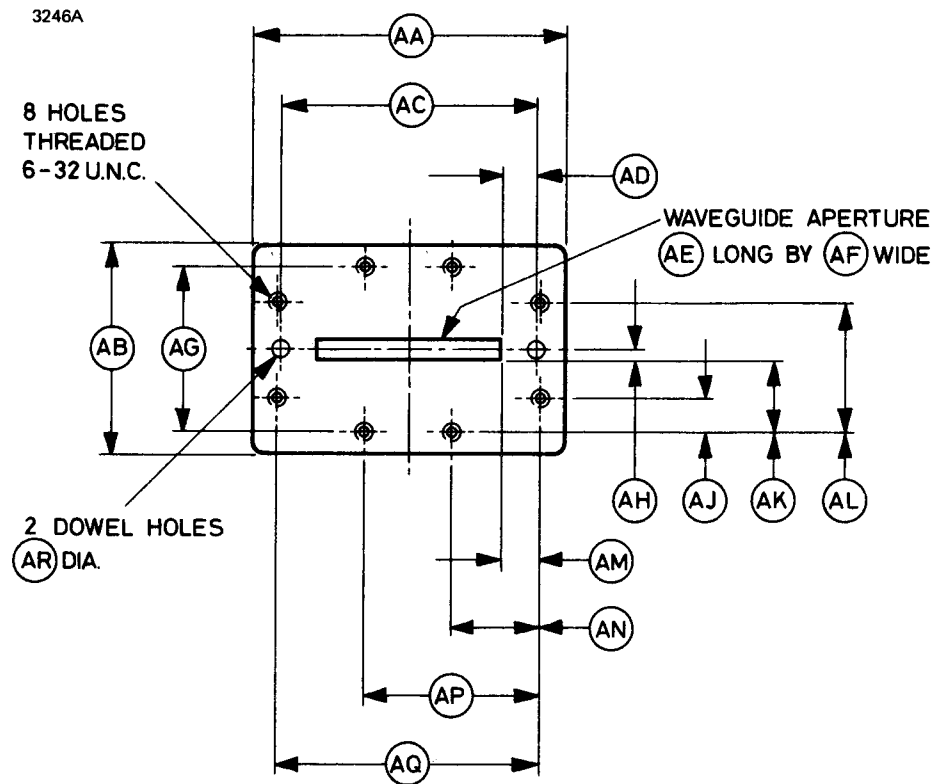 3246A
AA
AC
8 HOLES
THREADED
6-32 U.N.C.
AD
WAVEGUIDE APERTURE
AE LONG BY AF WIDE
AB
AG
AH
AJ
AK
AL
2 DOWEL HOLES
AR DIA.
AM
AN
AP
AQ